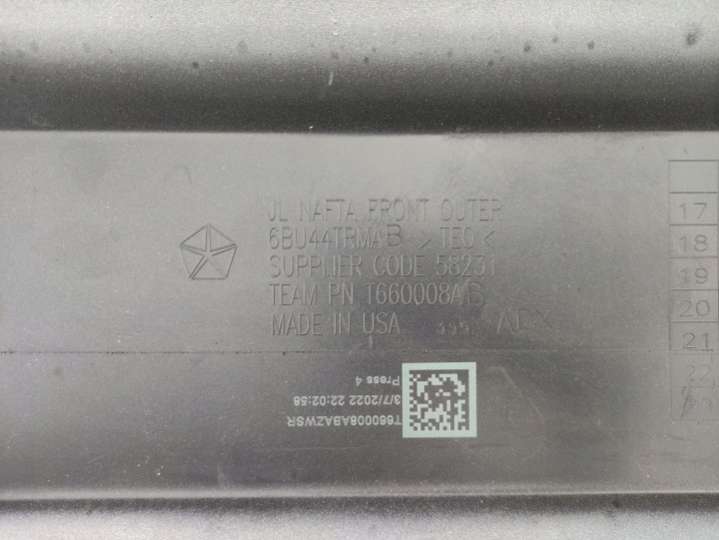 JL NAFTA FRONT OUTER
6BU44TRMAB >TEO<
SUPPLIER CODE 58231
TEAM PN T660008AB
MADE IN USA
17
18
19
20
21
22
T660008ABAZWSR
3/7/2022 22:02:58
Press 4